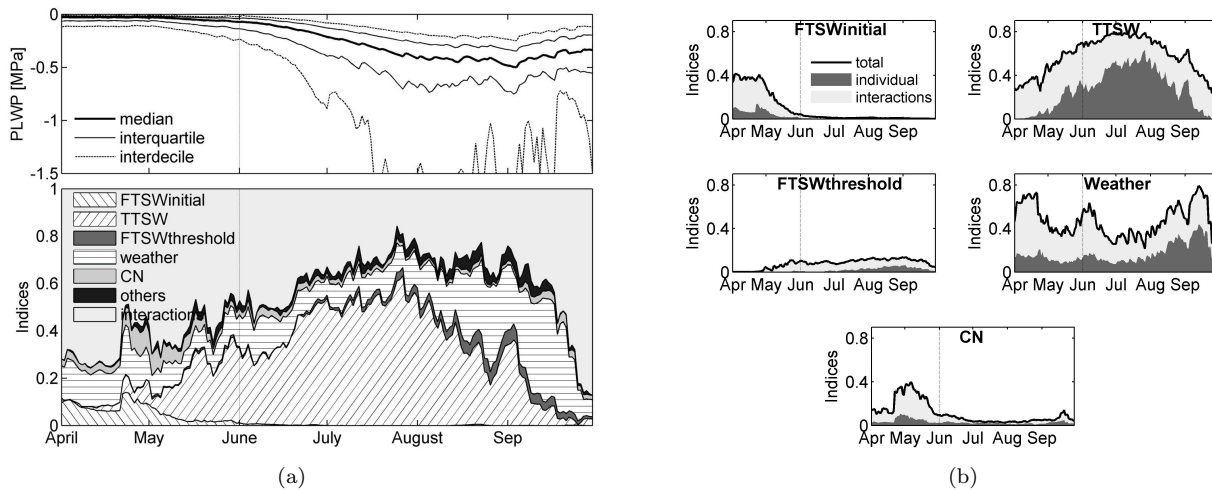 0
-0.5
-1
-1.5
PLWP [MPa]
median
interquartile
interdecile
1
0.8
0.6
0.4
0.2
0
Indices
FTSWinitial
TTSW
FTSWthreshold
weather
CN
others
interaction
April May June July August Sep
(a)
FTSWinitial
0.8
0.4
0
Indices
total
individual
interactions
Apr May Jun Jul Aug Sep
TTSW
0.8
0.4
0
Indices
Apr May Jun Jul Aug Sep
FTSWthreshold
0.8
0.4
0
Indices
Apr May Jun Jul Aug Sep
Weather
0.8
0.4
0
Indices
Apr May Jun Jul Aug Sep
CN
0.8
0.4
0
Indices
Apr May Jun Jul Aug Sep
(b)